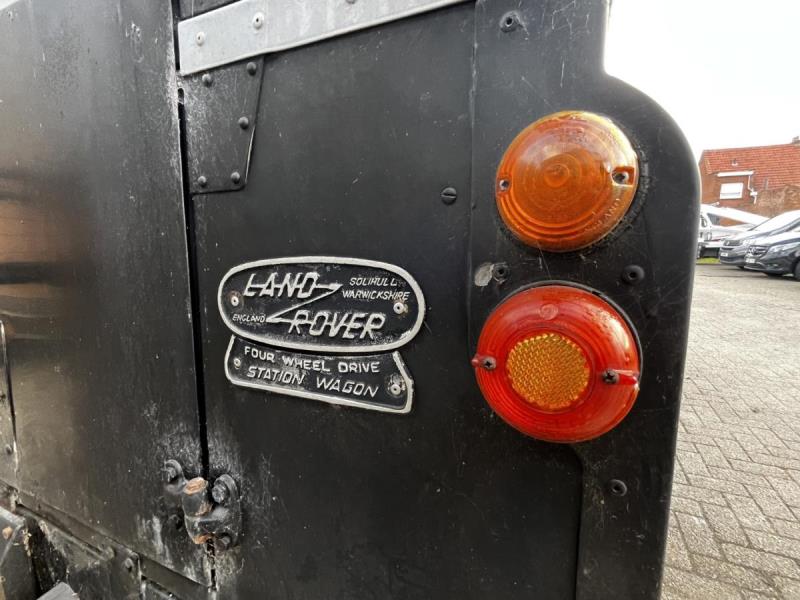 LAND ROVER
SOLIHULL
WARWICKSHIRE
ENGLAND
FOUR WHEEL DRIVE
STATION WAGON